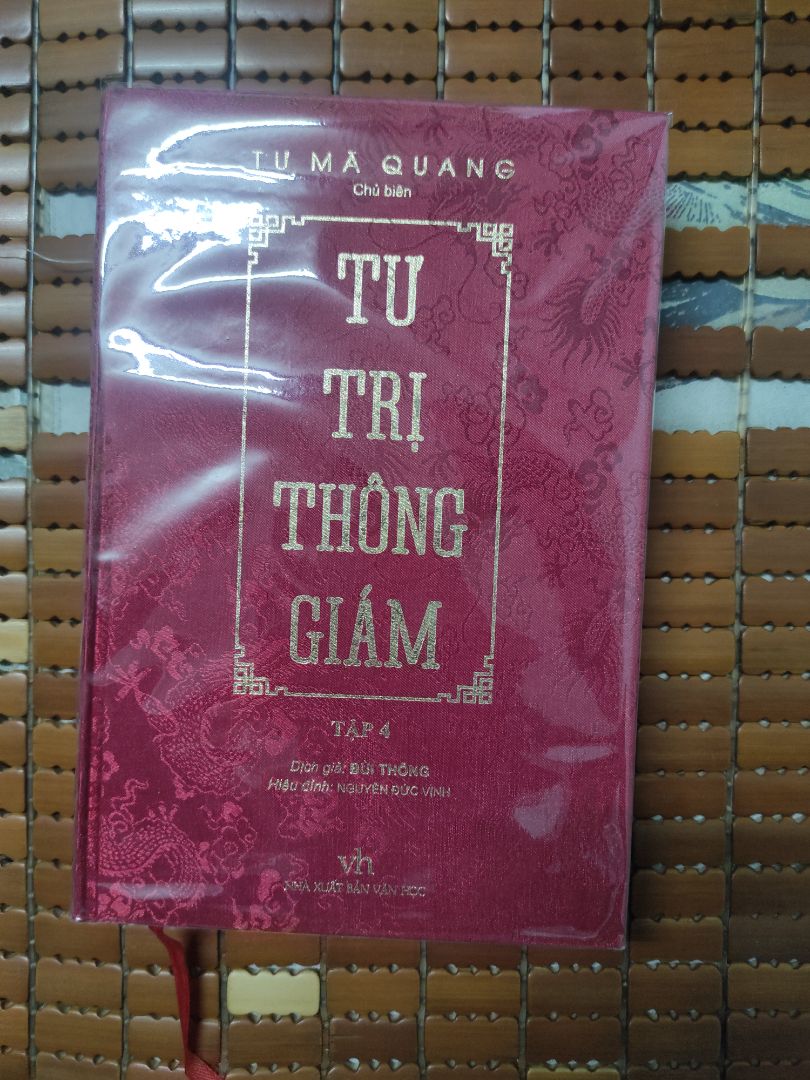 TƯ MÃ QUANG
Chủ biên
TƯ
TRỊ
THÔNG
GIÁM
TẬP 4
Dịch giả: BÙI THÔNG
Hiệu đính: NGUYỄN ĐỨC VỊNH
vh
NHÀ XUẤT BẢN VĂN HỌC